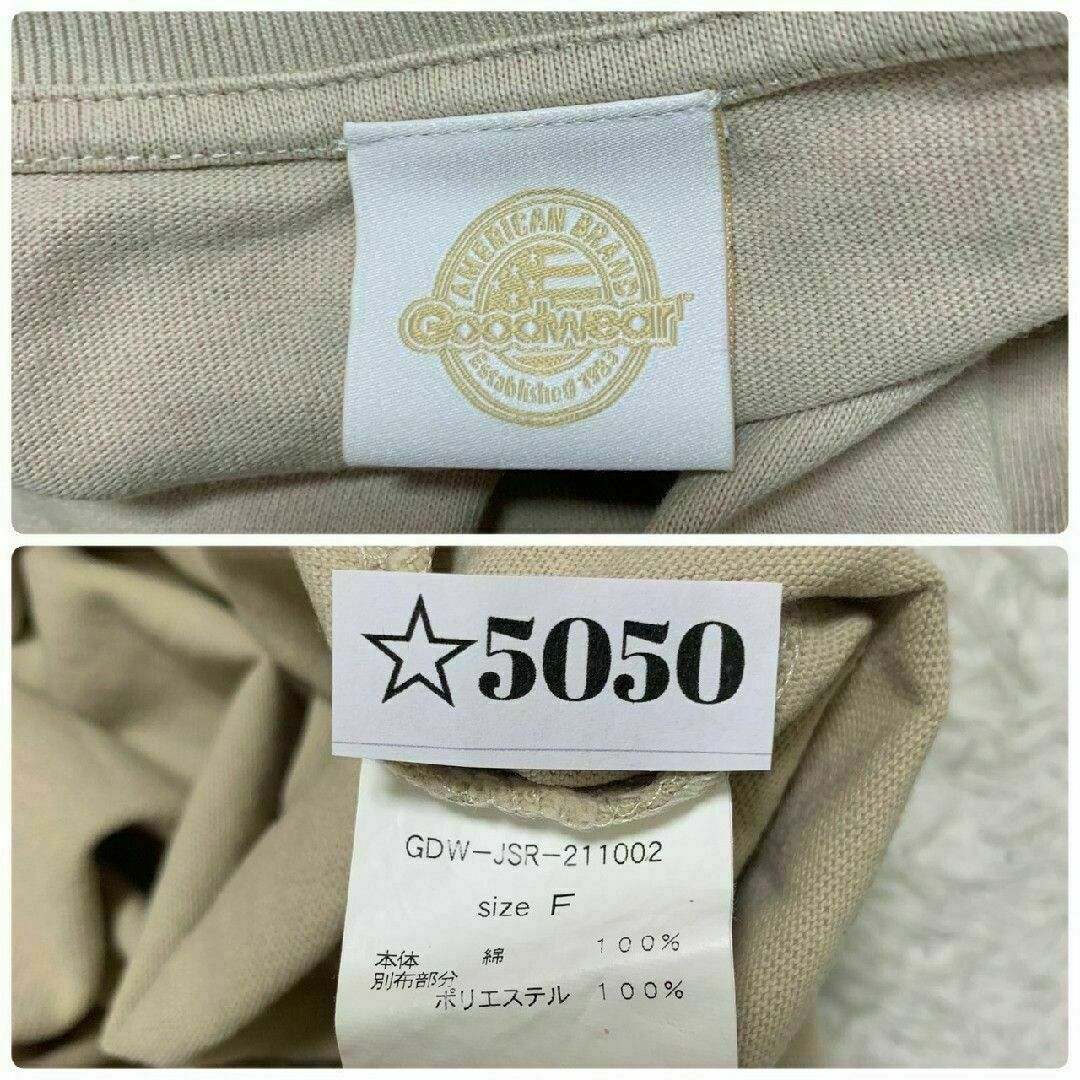 AMERICAN BRAND
Goodwear
Established 1983
☆5050
GDW-JSR-211002
size F
本体 綿 100%
別布部分
ポリエステル 100%